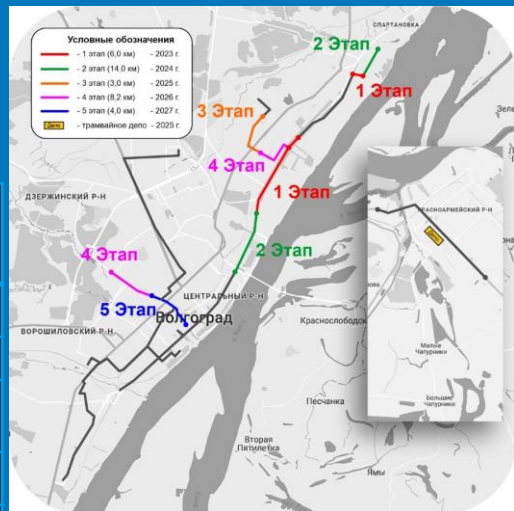 Условные обозначения
- 1 этап (6,0 км) - 2023 г.
- 2 этап (14,0 км) - 2024 г.
- 3 этап (3,0 км) - 2025 г.
- 4 этап (8,2 км) - 2026 г.
- 5 этап (4,0 км) - 2027 г.
Депо - трамвайное депо - 2025 г.
СПАРТАНОВКА
2 Этап
1 Этап
3 Этап
4 Этап
1 Этап
ДЗЕРЖИНСКИЙ Р-Н
2 Этап
4 Этап
5 Этап
ЦЕНТРАЛЬНЫЙ Р-Н
Волгоград
ВОРОШИЛОВСКИЙ Р-Н
Краснослободск
Песчанка
Вторая
Пятилетка
Ямы
КРАСНОАРМЕЙСКИЙ Р-Н
Депо
Малые
Чапурники
Большие
Чапурники